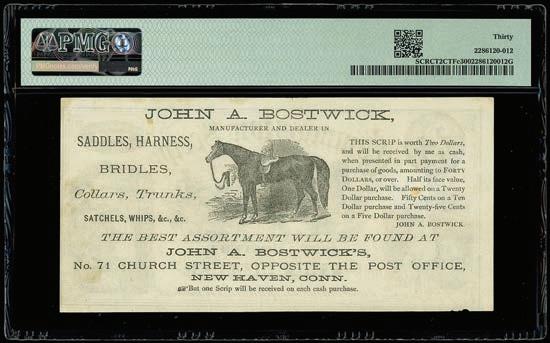 PMG
PMGnotes.com/verify
PMG
Thirty
2286120-012
SCRCT2CTFc3002286120012G
JOHN A. BOSTWICK,
MANUFACTURER AND DEALER IN
SADDLES, HARNESS,
BRIDLES,
Collars, Trunks,
SATCHELS, WHIPS, &c., &c.
THIS SCRIP is worth Two Dollars,
and will be received by me as cash,
when presented in part payment for a
purchase of goods, amounting to FORTY
DOLLARS, or over. Half its face value,
One Dollar, will be allowed on a Twenty
Dollar purchase. Fifty Cents on a Ten
Dollar purchase and Twenty-five Cents
on a Five Dollar purchase.
JOHN A. BOSTWICK.
THE BEST ASSORTMENT WILL BE FOUND AT
JOHN A. BOSTWICK'S,
No. 71 CHURCH STREET, OPPOSITE THE POST OFFICE,
NEW HAVEN, CONN.
☞But one Scrip will be received on each cash purchase.